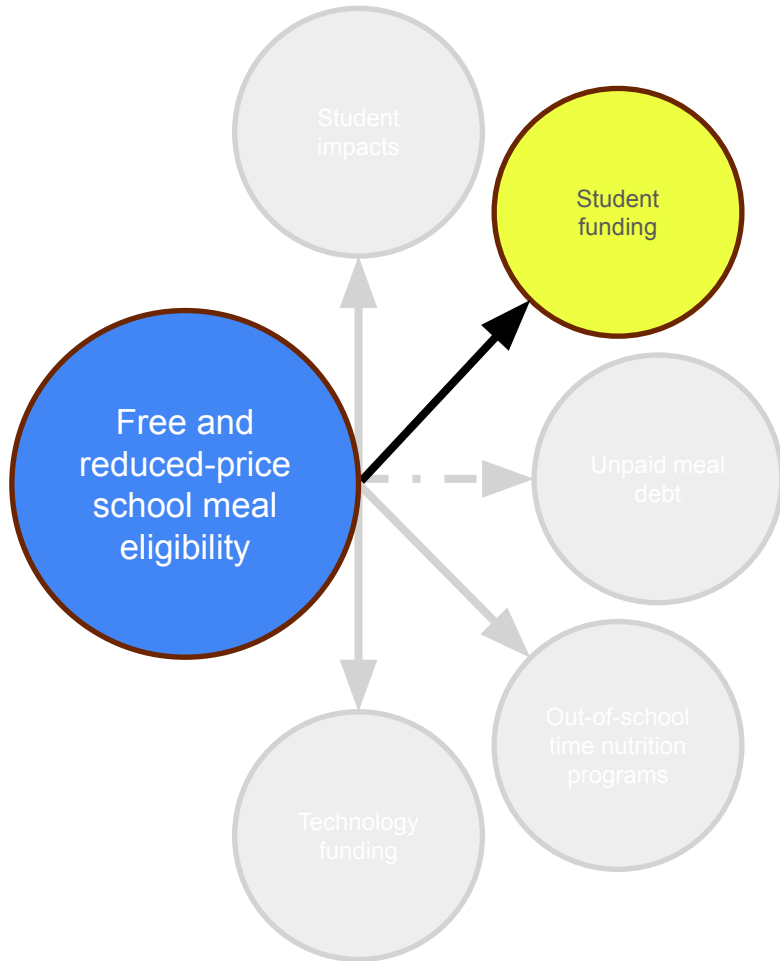 Student
impacts
Student
funding
Free and
reduced-price
school meal
eligibility
Unpaid meal
debt
Out-of-school
time nutrition
programs
Technology
funding